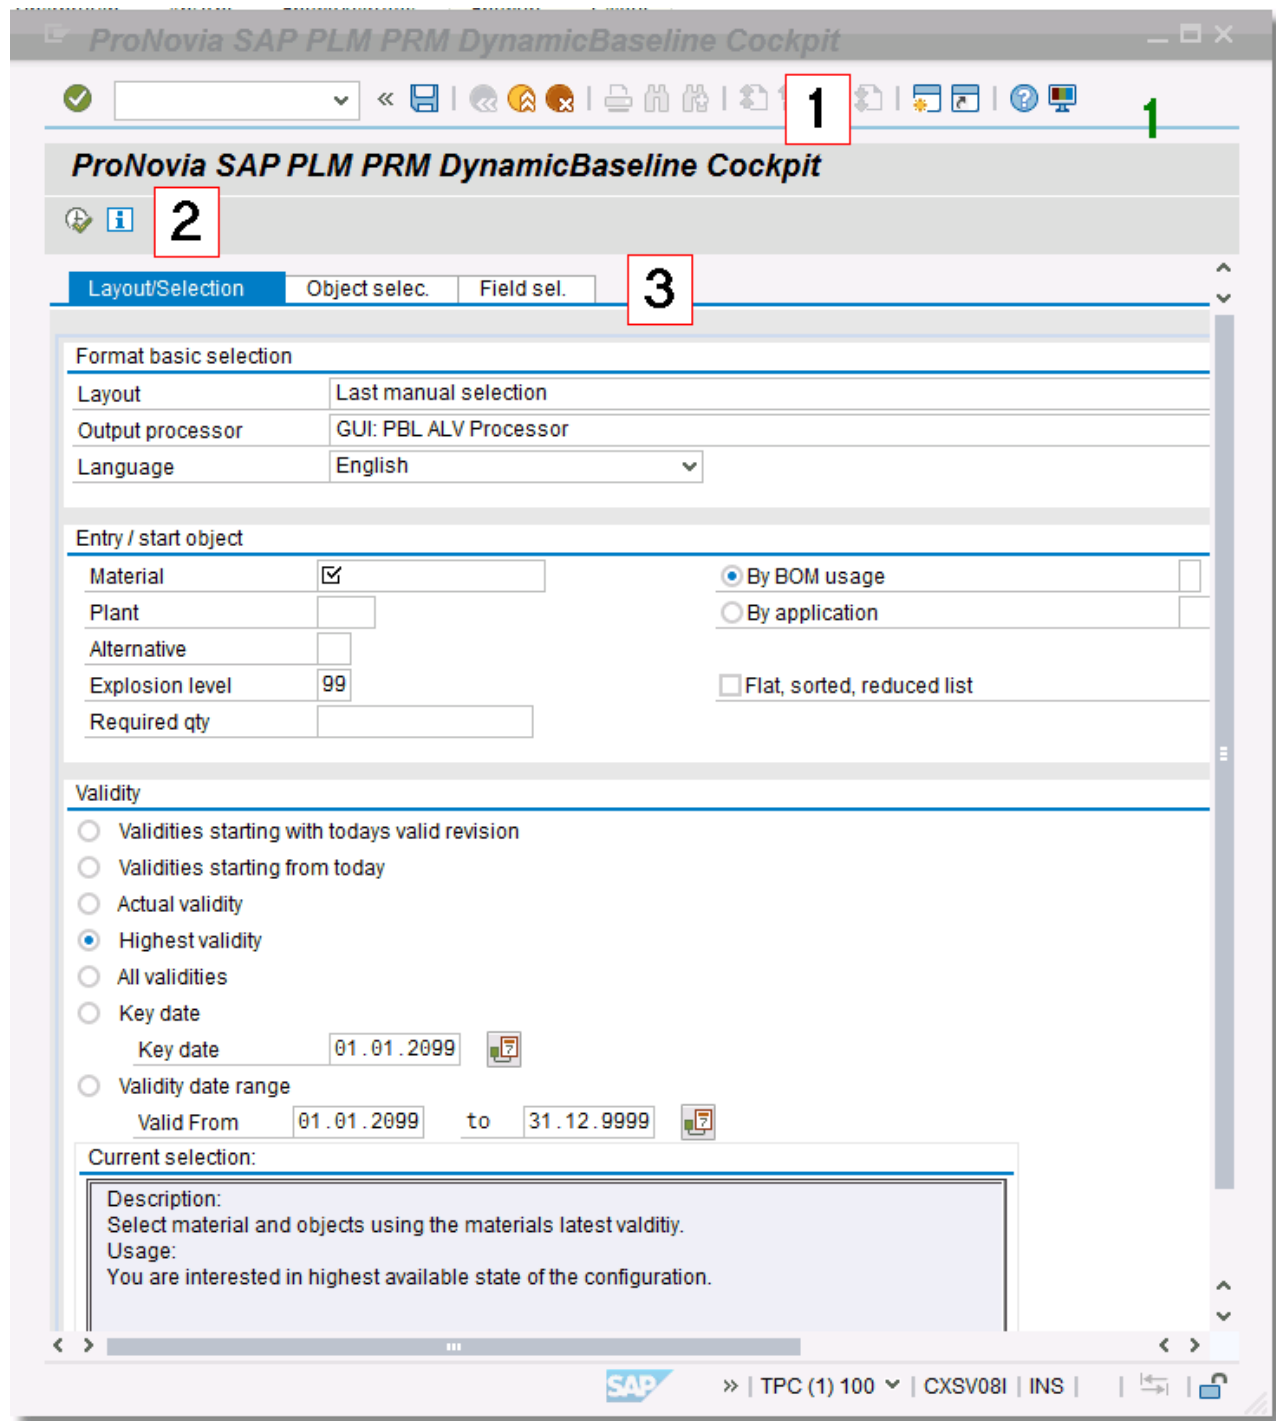 ProNovia SAP PLM PRM DynamicBaseline Cockpit
1
1
ProNovia SAP PLM PRM DynamicBaseline Cockpit
2
Layout/Selection Object selec. Field sel. 3
Format basic selection
Layout Last manual selection
Output processor GUI: PBL ALV Processor
Language English
Entry / start object
Material By BOM usage
Plant By application
Alternative
Explosion level 99 Flat, sorted, reduced list
Required qty
Validity
Validities starting with todays valid revision
Validities starting from today
Actual validity
Highest validity
All validities
Key date
Key date 01.01.2099
Validity date range
Valid From 01.01.2099 to 31.12.9999
Current selection:
Description:
Select material and objects using the materials latest valditiy.
Usage:
You are interested in highest available state of the configuration.
SAP » | TPC (1) 100 | CXSV08I | INS |